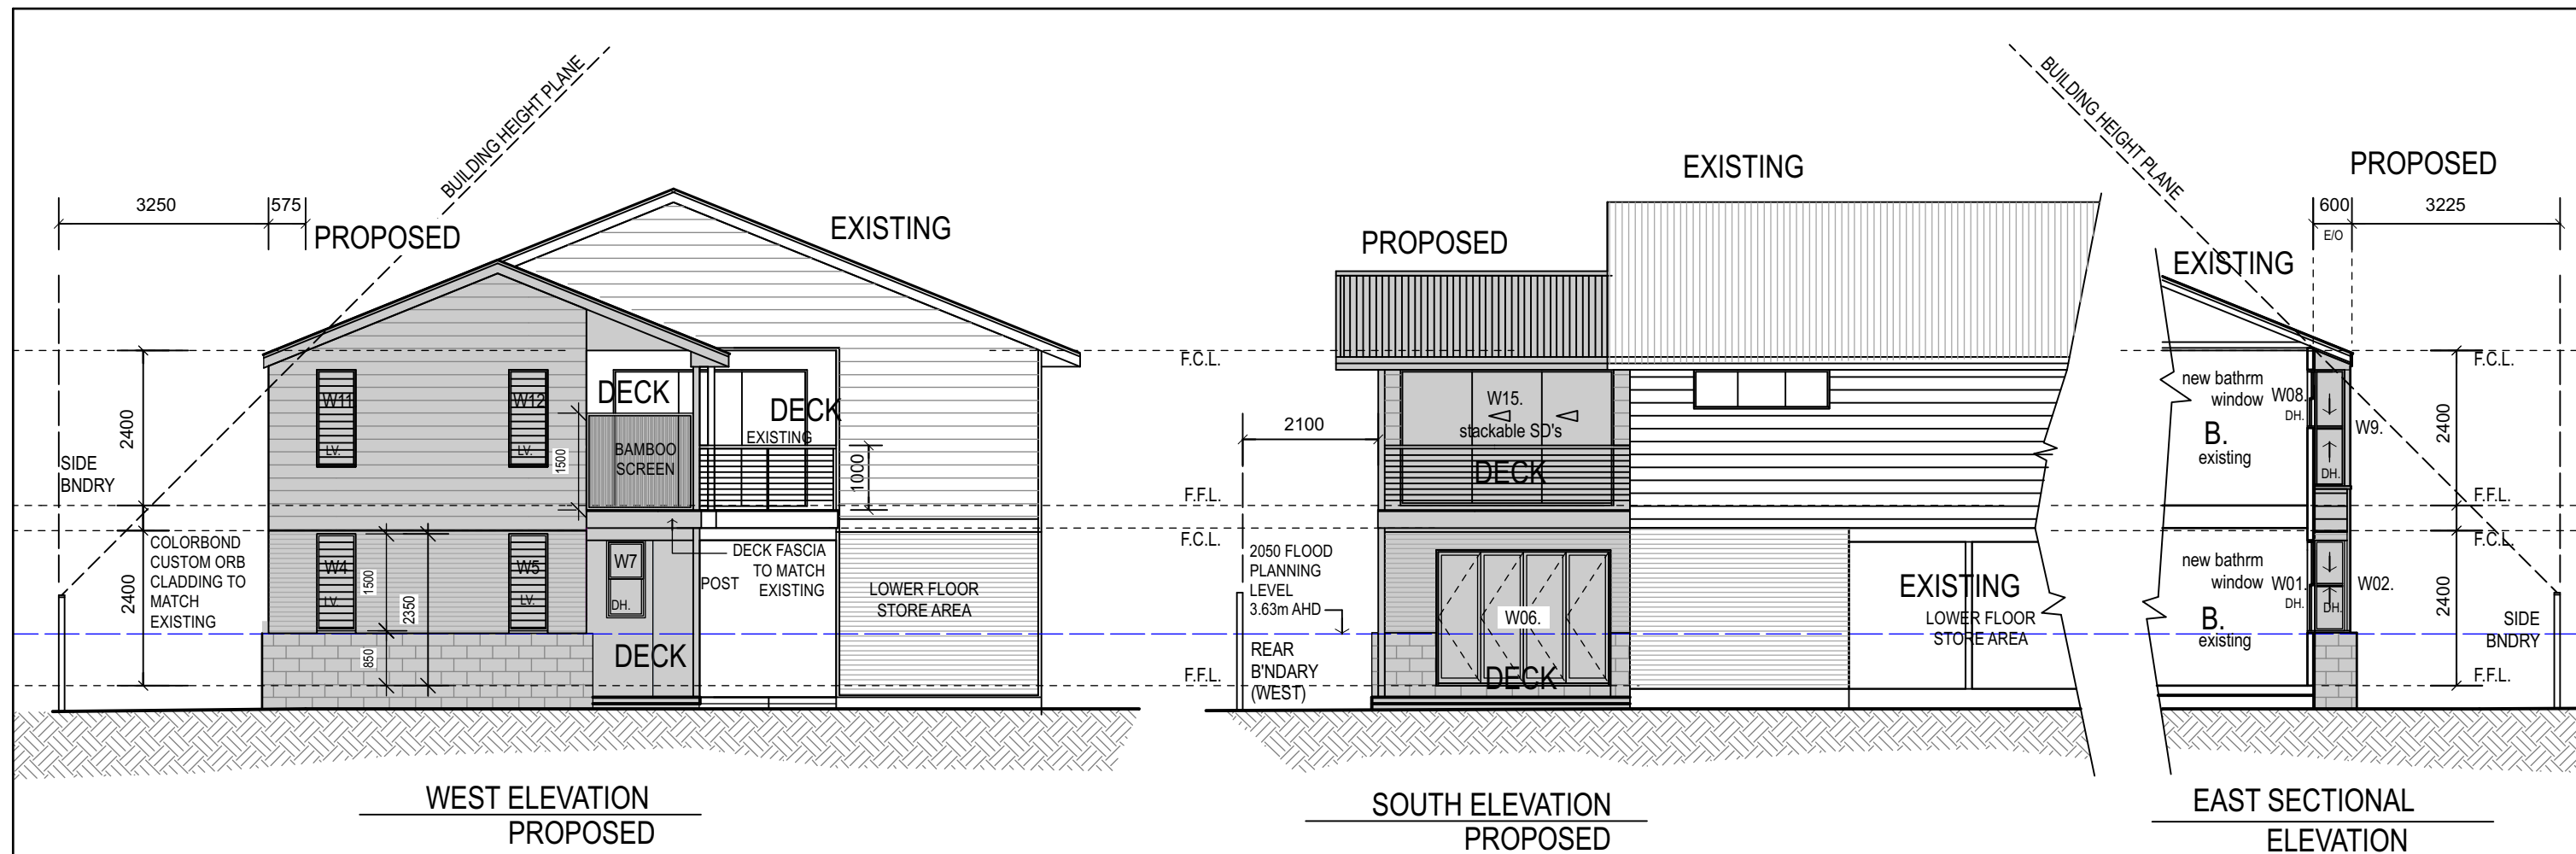 BUILDING HEIGHT PLANE
3250
575
PROPOSED
EXISTING
2400
SIDE
BNDRY
W11
LV.
W12
LV.
1500
DECK
BAMBOO
SCREEN
DECK
EXISTING
1000
F.C.L.
F.F.L.
F.C.L.
F.F.L.
2400
COLORBOND
CUSTOM ORB
CLADDING TO
MATCH
EXISTING
W4
LV.
1500
2350
850
W5
LV.
W7
DH.
POST
DECK FASCIA
TO MATCH
EXISTING
DECK
LOWER FLOOR
STORE AREA
WEST ELEVATION
PROPOSED
EXISTING
PROPOSED
2100
W15.
stackable SD's
DECK
2050 FLOOD
PLANNING
LEVEL
3.63m AHD
REAR
B'NDARY
(WEST)
W06.
DECK
EXISTING
LOWER FLOOR
STORE AREA
SOUTH ELEVATION
PROPOSED
BUILDING HEIGHT PLANE
PROPOSED
600
3225
E/O
EXISTING
F.C.L.
new bathrm
window
W08.
DH.
W9.
B.
existing
DH.
2400
F.F.L.
F.C.L.
new bathrm
window
W01.
DH.
W02.
DH.
B.
existing
2400
SIDE
BNDRY
F.F.L.
EAST SECTIONAL
ELEVATION